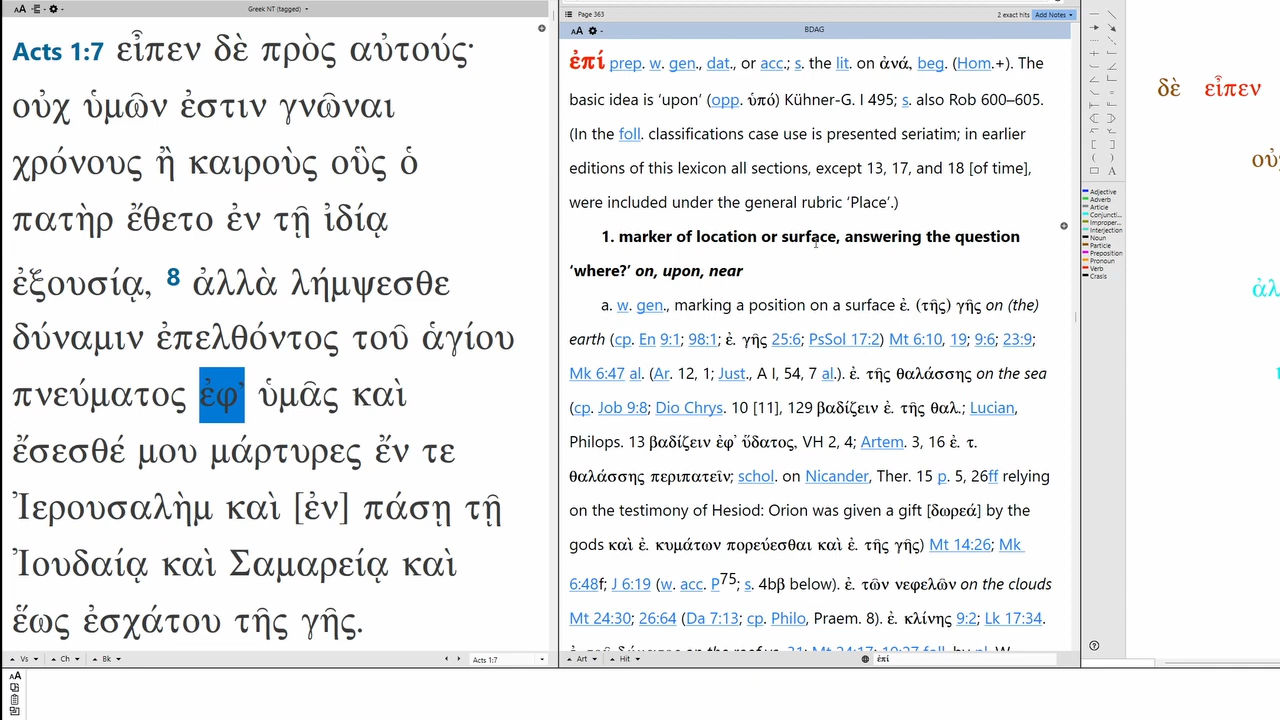 Greek NT (tagged)
Acts 1:7 εἶπεν δὲ πρὸς αὐτούς·
οὐχ ὑμῶν ἐστιν γνῶναι
χρόνους ἢ καιροὺς οὓς ὁ
πατὴρ ἔθετο ἐν τῇ ἰδίᾳ
ἐξουσίᾳ, 8 ἀλλὰ λήμψεσθε
δύναμιν ἐπελθόντος τοῦ ἁγίου
πνεύματος ἐφ’ ὑμᾶς καὶ
ἔσεσθέ μου μάρτυρες ἔν τε
Ἰερουσαλὴμ καὶ [ἐν] πάσῃ τῇ
Ἰουδαίᾳ καὶ Σαμαρείᾳ καὶ
ἕως ἐσχάτου τῆς γῆς.
Vs Ch Bk Acts 1:7
Page 363 2 exact hits Add Notes
BDAG
ἐπί prep. w. gen., dat., or acc.; s. the lit. on ἀνά, beg. (Hom.+). The
basic idea is ‘upon’ (opp. ὑπό) Kühner-G. I 495; s. also Rob 600–605.
(In the foll. classifications case use is presented seriatim; in earlier
editions of this lexicon all sections, except 13, 17, and 18 [of time],
were included under the general rubric ‘Place’.)
1. marker of location or surface, answering the question
‘where?’ on, upon, near
a. w. gen., marking a position on a surface ἐ. (τῆς) γῆς on (the)
earth (cp. En 9:1; 98:1; ἐ. γῆς 25:6; PsSol 17:2) Mt 6:10, 19; 9:6; 23:9;
Mk 6:47 al. (Ar. 12, 1; Just., A I, 54, 7 al.). ἐ. τῆς θαλάσσης on the sea
(cp. Job 9:8; Dio Chrys. 10 [11], 129 βαδίζειν ἐ. τῆς θαλ.; Lucian,
Philops. 13 βαδίζειν ἐφ’ ὕδατος, VH 2, 4; Artem. 3, 16 ἐ. τ.
θαλάσσης περιπατεῖν; schol. on Nicander, Ther. 15 p. 5, 26ff relying
on the testimony of Hesiod: Orion was given a gift [δωρεά] by the
gods καὶ ἐ. κυμάτων πορεύεσθαι καὶ ἐ. τῆς γῆς) Mt 14:26; Mk
6:48f; J 6:19 (w. acc. P75; s. 4bβ below). ἐ. τῶν νεφελῶν on the clouds
Mt 24:30; 26:64 (Da 7:13; cp. Philo, Praem. 8). ἐ. κλίνης 9:2; Lk 17:34.
Art Hit ἐπί
Adjective
Adverb
Article
Conjuncti...
Improper...
Interjection
Noun
Particle
Preposition
Pronoun
Verb
Crasis
δὲ εἶπεν